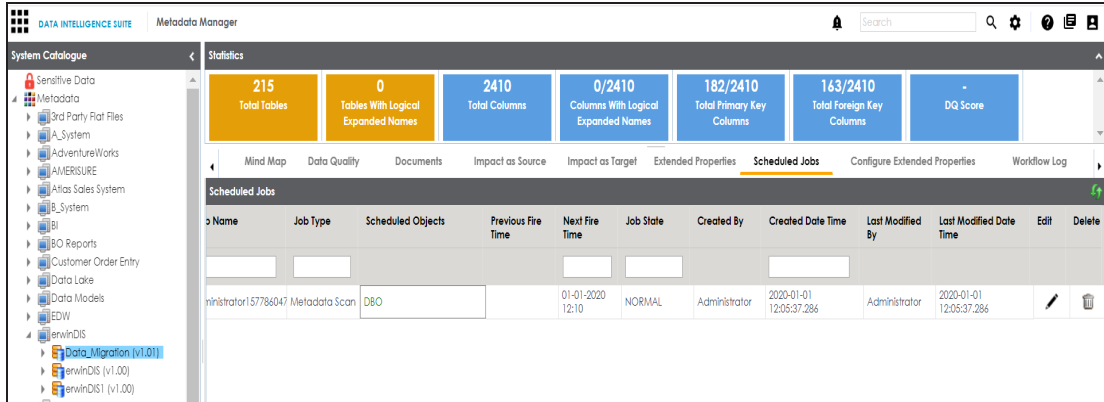 DATA INTELLIGENCE SUITE Metadata Manager Search
System Catalogue
Sensitive Data
Metadata
3rd Party Flat Files
A_System
AdventureWorks
AMERISURE
Atlas Sales System
B_System
BI
BO Reports
Customer Order Entry
Data Lake
Data Models
EDW
erwinDIS
Data_Migration (v1.01)
erwinDIS (v1.00)
erwinDIS1 (v1.00)
Statistics
215
Total Tables
0
Tables With Logical
Expanded Names
2410
Total Columns
0/2410
Columns With Logical
Expanded Names
182/2410
Total Primary Key
Columns
163/2410
Total Foreign Key
Columns
-
DQ Score
Mind Map Data Quality Documents Impact as Source Impact as Target Extended Properties Scheduled Jobs Configure Extended Properties Workflow Log
Scheduled Jobs
b Name Job Type Scheduled Objects Previous Fire Time Next Fire Time Job State Created By Created Date Time Last Modified By Last Modified Date Time Edit Delete
ministrator157786047 Metadata Scan DBO 01-01-2020 12:10 NORMAL Administrator 2020-01-01 12:05:37.286 Administrator 2020-01-01 12:05:37.286